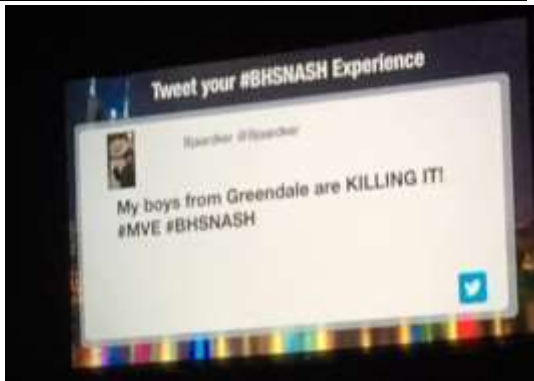 Tweet your #BHSNASH Experience
My boys from Greendale are KILLING IT!
#MVE #BHSNASH